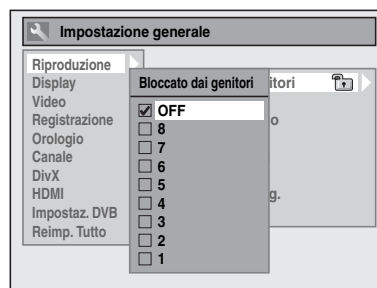 Impostazione generale
Riproduzione
Display
Video
Registrazione
Orologio
Canale
DivX
HDMI
Impostaz. DVB
Reimp. Tutto
Bloccato dai genitori
OFF
8
7
6
5
4
3
2
1
itori
o
g.